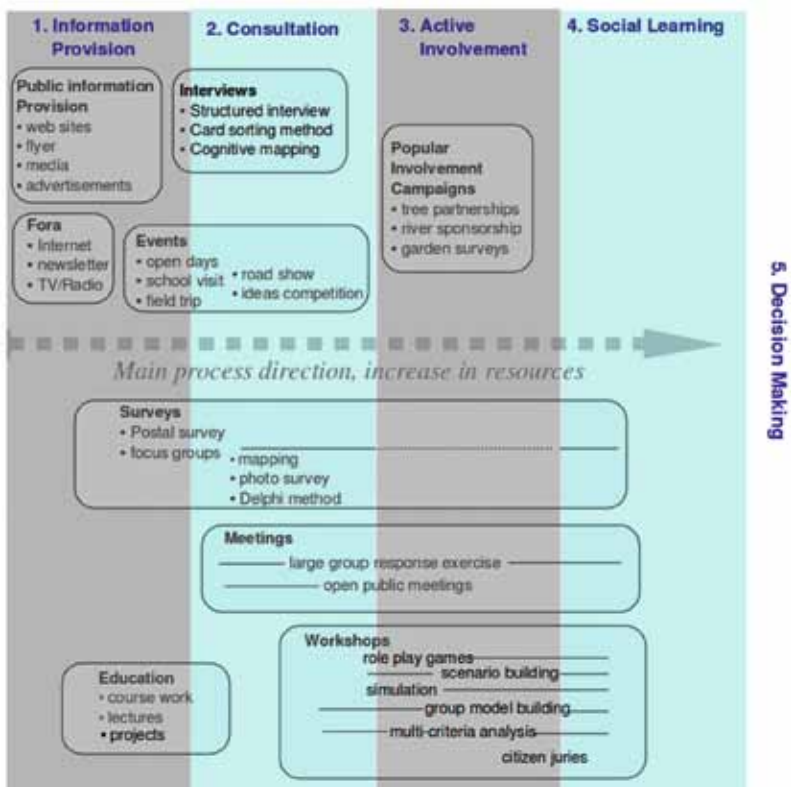 1. Information
Provision
2. Consultation
3. Active
Involvement
4. Social Learning
Public information
Provision
• web sites
• flyer
• media
• advertisements
Interviews
• Structured interview
• Card sorting method
• Cognitive mapping
Popular
Involvement
Campaigns
• tree partnerships
• river sponsorship
• garden surveys
Fora
• Internet
• newsletter
• TV/Radio
Events
• open days
• school visit
• field trip
• road show
• ideas competition
5. Decision Making
Main process direction, increase in resources
Surveys
• Postal survey
• focus groups
• mapping
• photo survey
• Delphi method
Meetings
large group response exercise
open public meetings
Workshops
role play games
scenario building
simulation
group model building
multi-criteria analysis
citizen juries
Education
• course work
• lectures
• projects